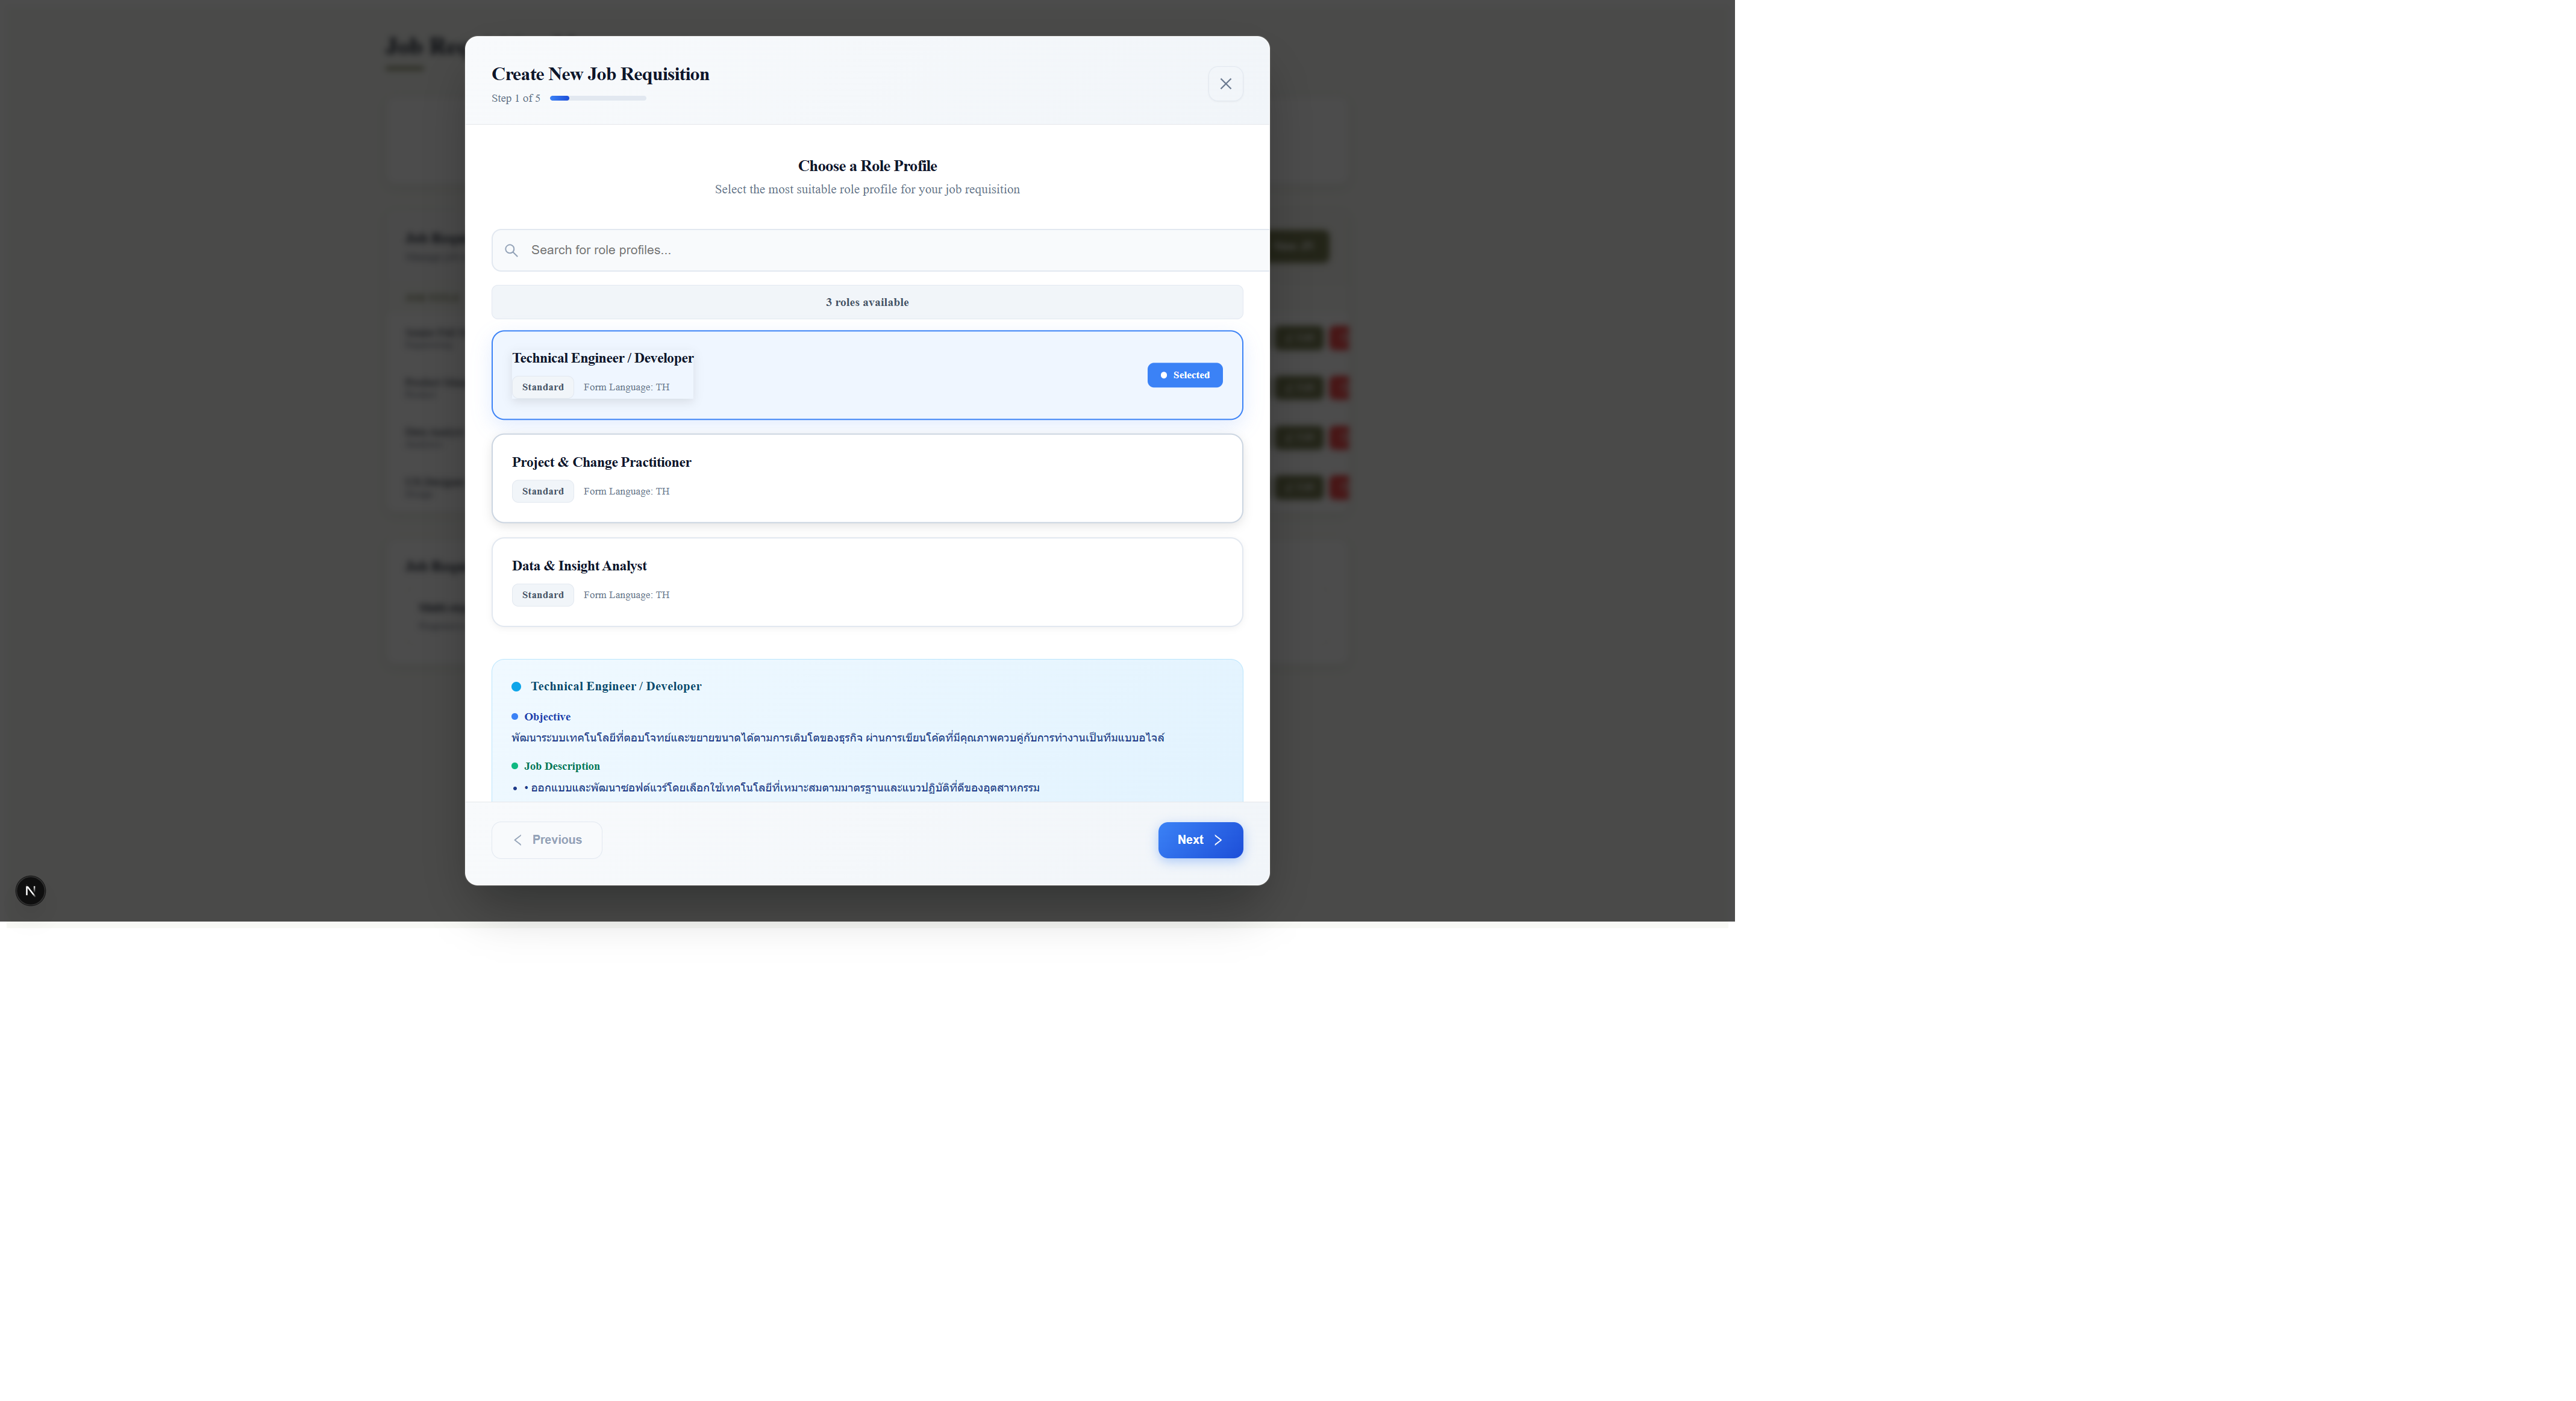 Job Req
Create New Job Requisition
Step 1 of 5
Choose a Role Profile
Select the most suitable role profile for your job requisition
Search for role profiles...
3 roles available
Technical Engineer / Developer
Standard Form Language: TH
Selected
Project & Change Practitioner
Standard Form Language: TH
Data & Insight Analyst
Standard Form Language: TH
Technical Engineer / Developer
Objective
พัฒนาระบบเทคโนโลยีที่ตอบโจทย์และขยายขนาดได้ตามการเติบโตของธุรกิจ ผ่านการเขียนโค้ดที่มีคุณภาพควบคู่กับการทำงานเป็นทีมแบบอไจล์
Job Description
• • ออกแบบและพัฒนาซอฟต์แวร์โดยเลือกใช้เทคโนโลยีที่เหมาะสมตามมาตรฐานและแนวปฏิบัติที่ดีของอุตสาหกรรม
Previous
Next
N